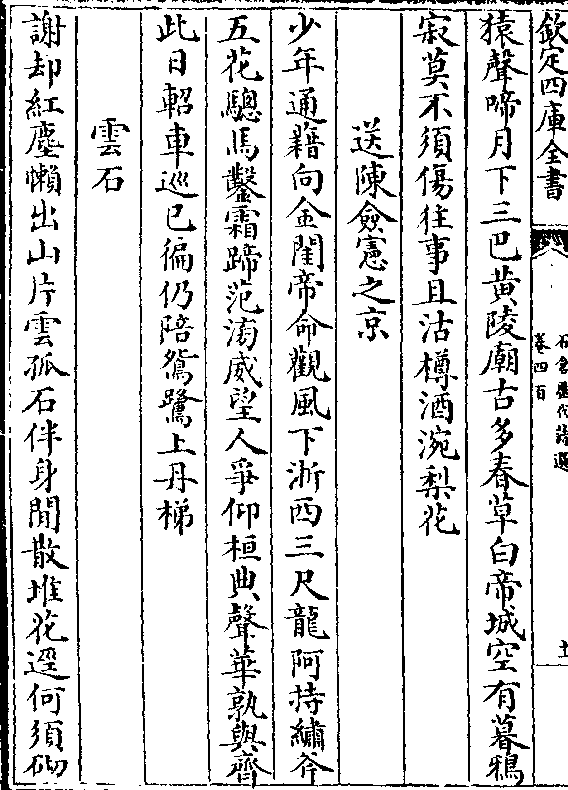 欽定四庫全書
石倉歷代詩選
卷四百
十一
猿聲啼月下三巴黄陵廟古多春草白帝城空有暮鴉
寂莫不須傷往事且沽樽酒涴梨花
送陳僉憲之京
少年通籍向金閨帝命觀風下浙西三尺龍阿持繡斧
五花驄馬鑿霜蹄范滂威望人爭仰桓典聲華孰與齊
此日軺車巡已徧仍陪鴛鷺上丹梯
雲石
謝却紅塵懶出山片雲孤石伴身閒散堆花逕何須砌